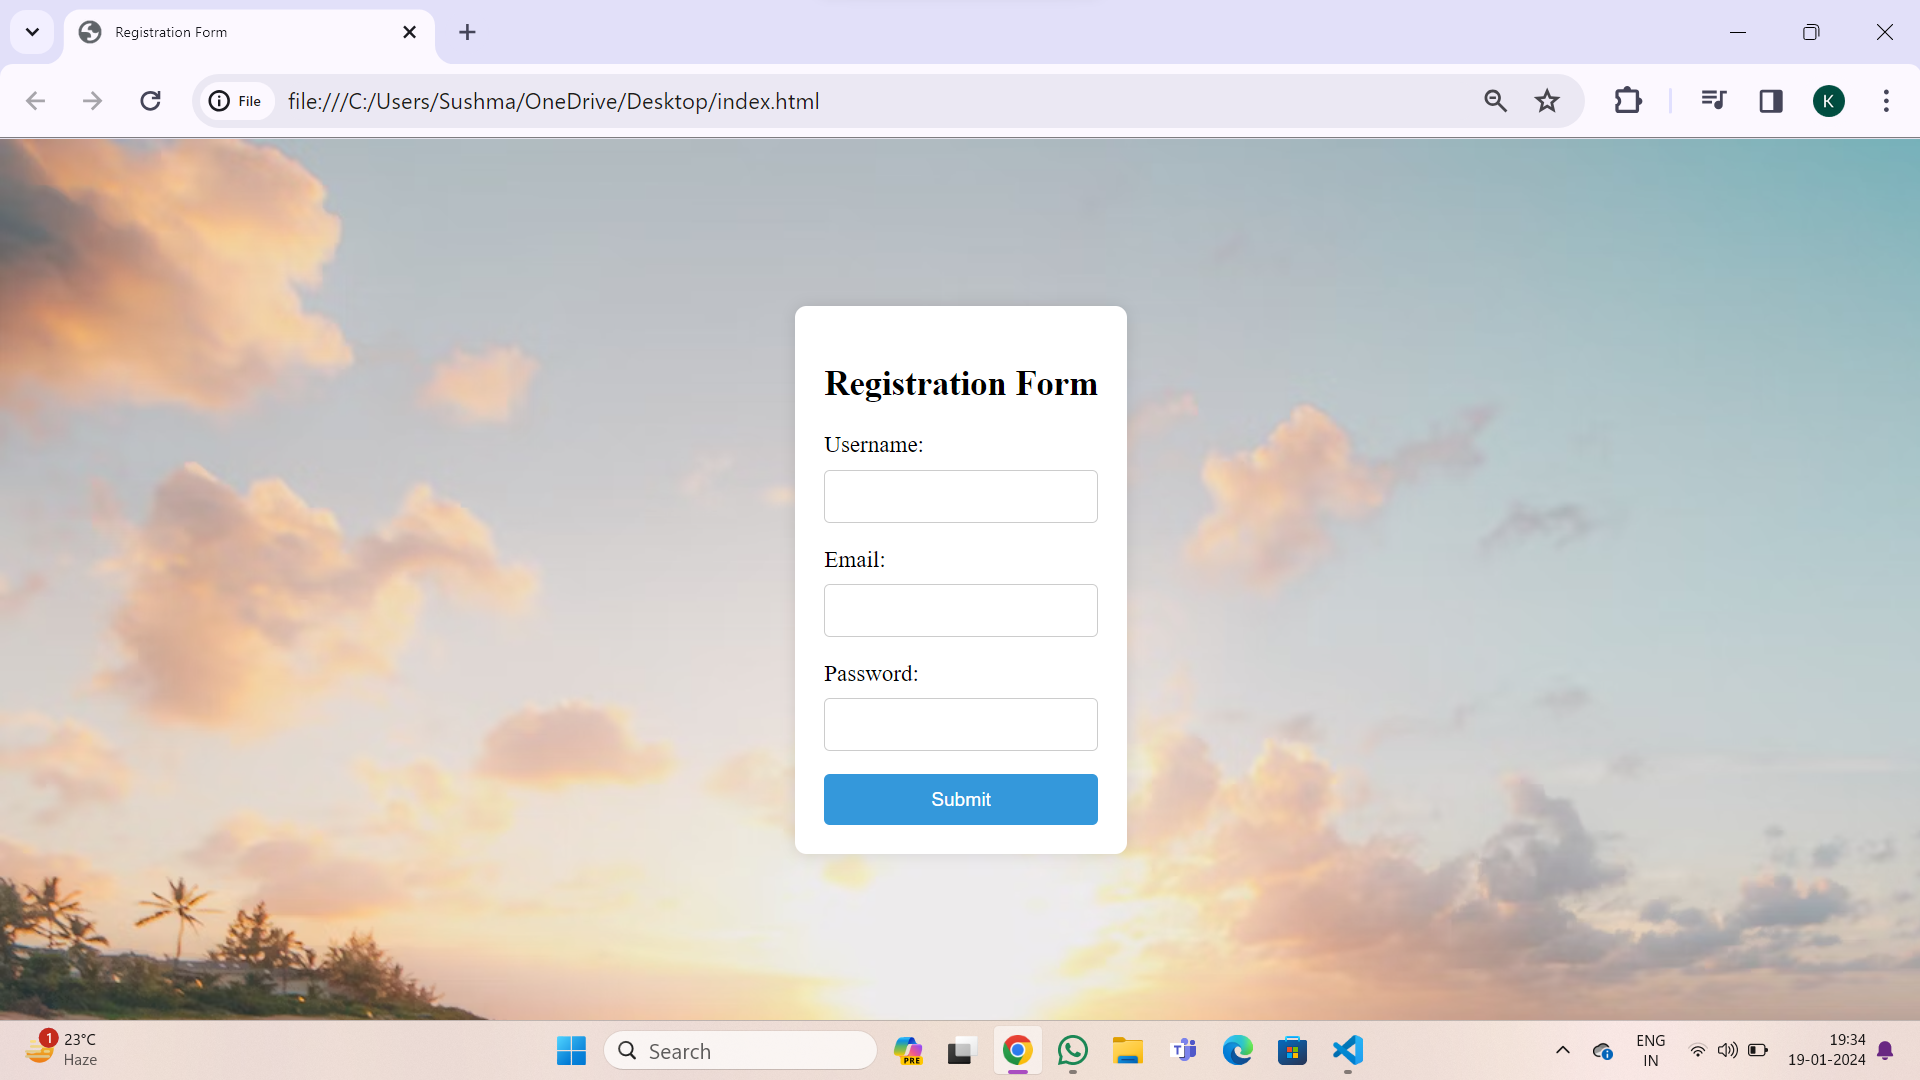 Registration Form
File
file:///C:/Users/Sushma/OneDrive/Desktop/index.html
K
Registration Form
Username:
Email:
Password:
Submit
1
23°C
Haze
Search
PRE
T
ENG
IN
19:34
19-01-2024